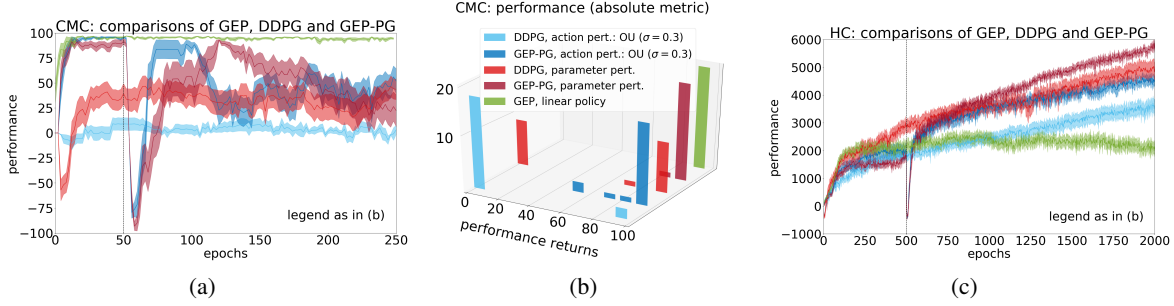 CMC: comparisons of GEP, DDPG and GEP-PG
100
75
50
25
0
−25
−50
−75
−100
performance
0 50 100 150 200 250
epochs
legend as in (b)
(a)
CMC: performance (absolute metric)
DDPG, action pert.: OU (σ = 0.3)
GEP-PG, action pert.: OU (σ = 0.3)
DDPG, parameter pert.
GEP-PG, parameter pert.
GEP, linear policy
20
10
0 20 40 60 80 100
performance returns
(b)
HC: comparisons of GEP, DDPG and GEP-PG
6000
5000
4000
3000
2000
1000
0
−1000
performance
0 250 500 750 1000 1250 1500 1750 2000
epochs
legend as in (b)
(c)